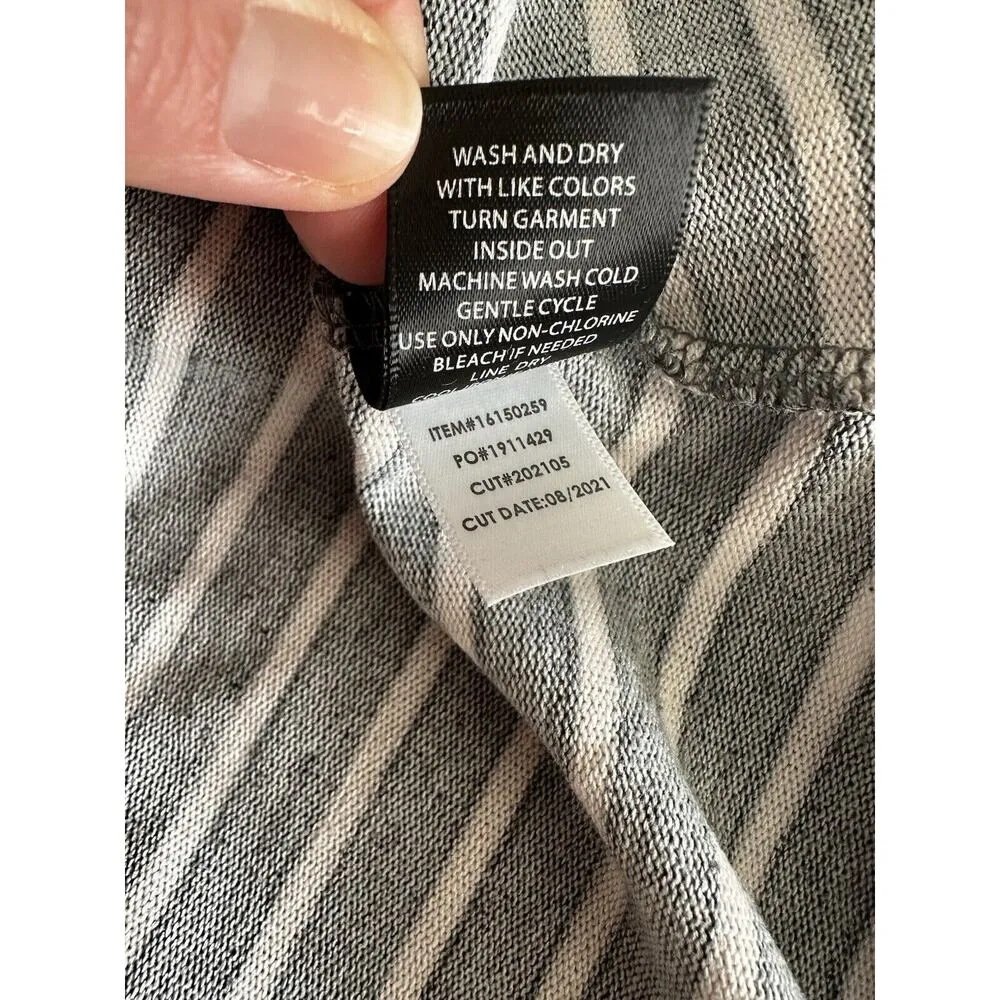 WASH AND DRY
WITH LIKE COLORS
TURN GARMENT
INSIDE OUT
MACHINE WASH COLD
GENTLE CYCLE
USE ONLY NON-CHLORINE
BLEACH IF NEEDED
LINE DRY
ITEM#16150259
PO#1911429
CUT#202105
CUT DATE:08/2021